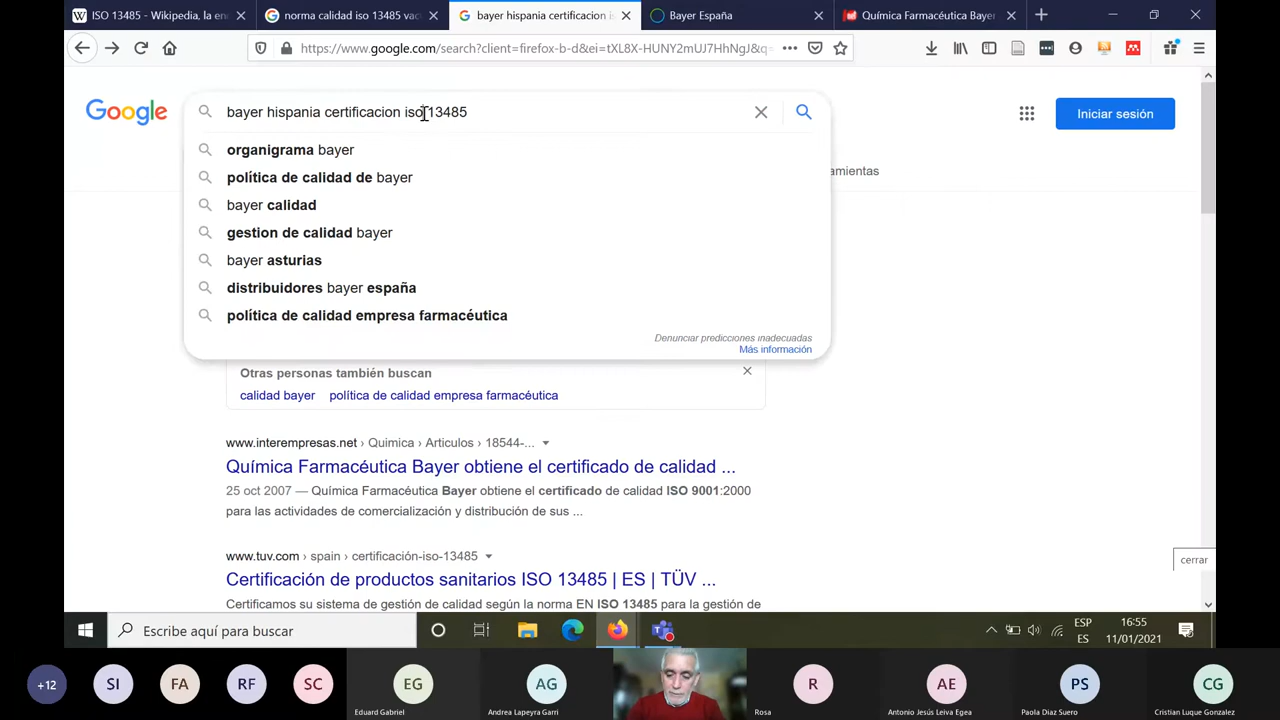 ISO 13485 - Wikipedia, la en
norma calidad iso 13485 vac
bayer hispania certificacion is
Bayer España
Química Farmacéutica Bayer
https://www.google.com/search?client=firefox-b-d&ei=tXL8X-HUNY2mUJ7HhNgJ&q=
Google
bayer hispania certificacion iso 13485
Iniciar sesión
organigrama bayer
amientas
política de calidad de bayer
bayer calidad
gestion de calidad bayer
bayer asturias
distribuidores bayer españa
política de calidad empresa farmacéutica
Denunciar predicciones inadecuadas
Más información
Otras personas también buscan
calidad bayer política de calidad empresa farmacéutica
www.interempresas.net › Quimica › Articulos › 18544-...
Química Farmacéutica Bayer obtiene el certificado de calidad ...
25 oct 2007 — Química Farmacéutica Bayer obtiene el certificado de calidad ISO 9001:2000
para las actividades de comercialización y distribución de sus ...
www.tuv.com › spain › certificación-iso-13485
cerrar
Certificación de productos sanitarios ISO 13485 | ES | TÜV ...
Certificamos su sistema de gestión de calidad según la norma EN ISO 13485 para la gestión de
Escribe aquí para buscar
ESP
ES
16:55
11/01/2021
+12
SI
FA
RF
SC
EG
AG
R
AE
PS
CG
Eduard Gabriel
Andrea Lapeyra Garri
Rosa
Antonio Jesús Leiva Egea
Paola Diaz Suero
Cristian Luque Gonzalez